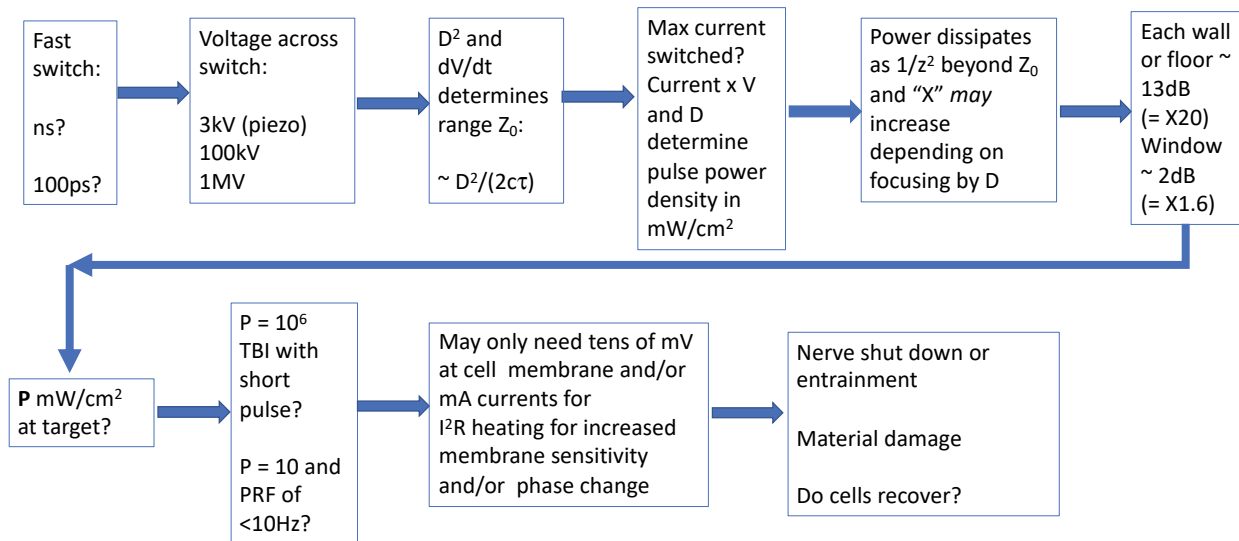 Fast
switch:
ns?
100ps?
Voltage across
switch:
3kV (piezo)
100kV
1MV
D² and
dV/dt
determines
range Z₀:
~ D²/(2cτ)
Max current
switched?
Current x V
and D
determine
pulse power
density in
mW/cm²
Power dissipates
as 1/z² beyond Z₀
and “X” may
increase
depending on
focusing by D
Each wall
or floor ~
13dB
(= X20)
Window
~ 2dB
(= X1.6)
P mW/cm²
at target?
P = 10⁶
TBI with
short
pulse?
P = 10 and
PRF of
<10Hz?
May only need tens of mV
at cell membrane and/or
mA currents for
I²R heating for increased
membrane sensitivity
and/or phase change
Nerve shut down or
entrainment
Material damage
Do cells recover?